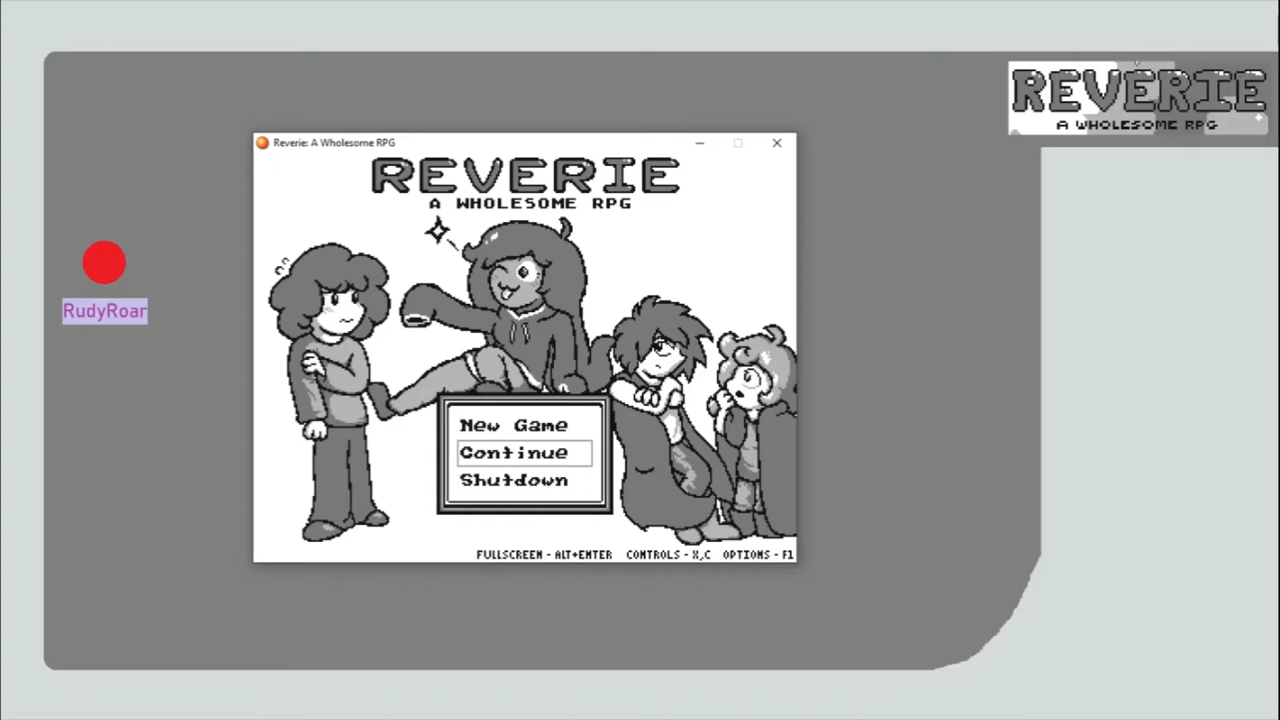 REVERIE
A WHOLESOME RPG
Reverie: A Wholesome RPG
REVERIE
A WHOLESOME RPG
RudyRoar
New Game
Continue
Shutdown
FULLSCREEN - ALT+ENTER CONTROLS - X,C OPTIONS - F1